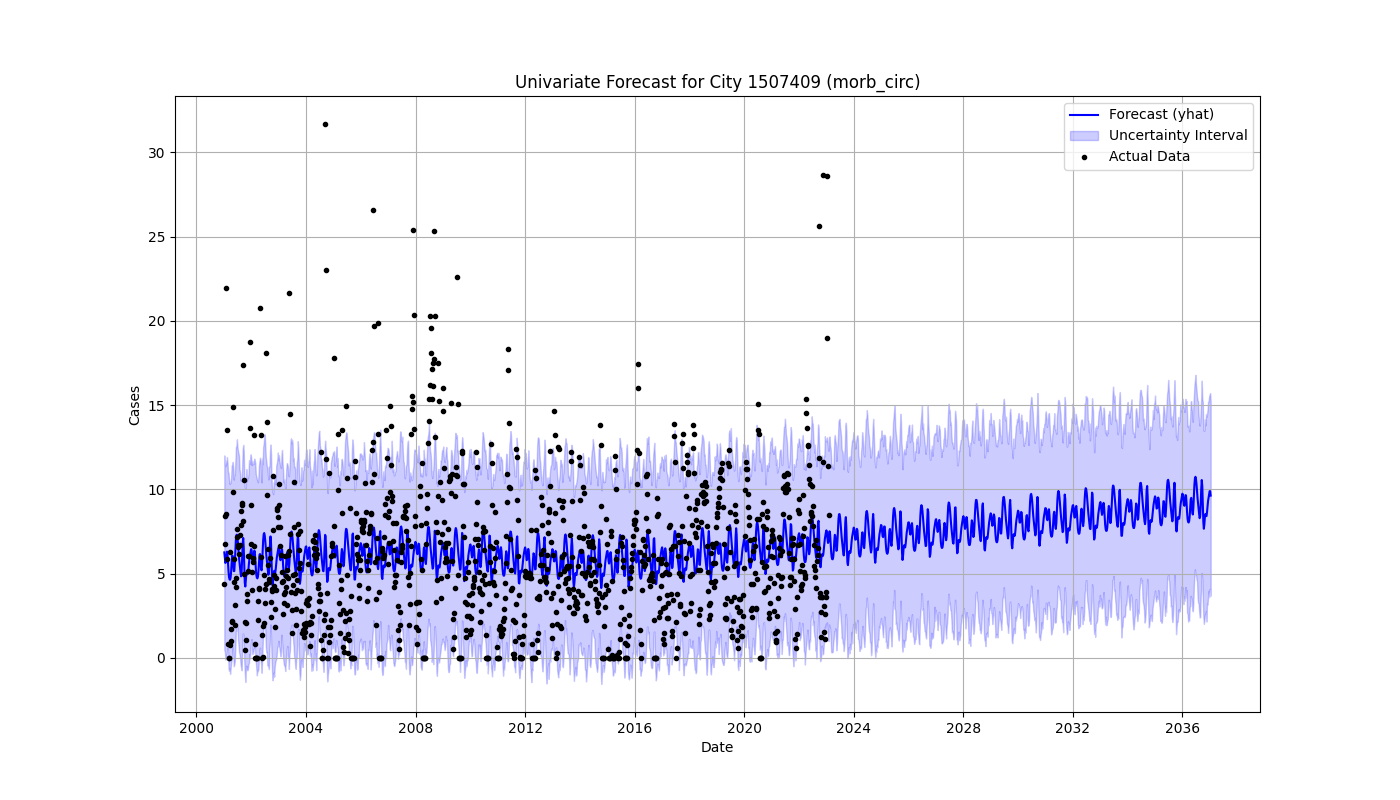 Univariate Forecast for City 1507409 (morb_circ)
Forecast (yhat)
Uncertainty Interval
Actual Data
Cases
30
25
20
15
10
5
0
2000 2004 2008 2012 2016 2020 2024 2028 2032 2036
Date